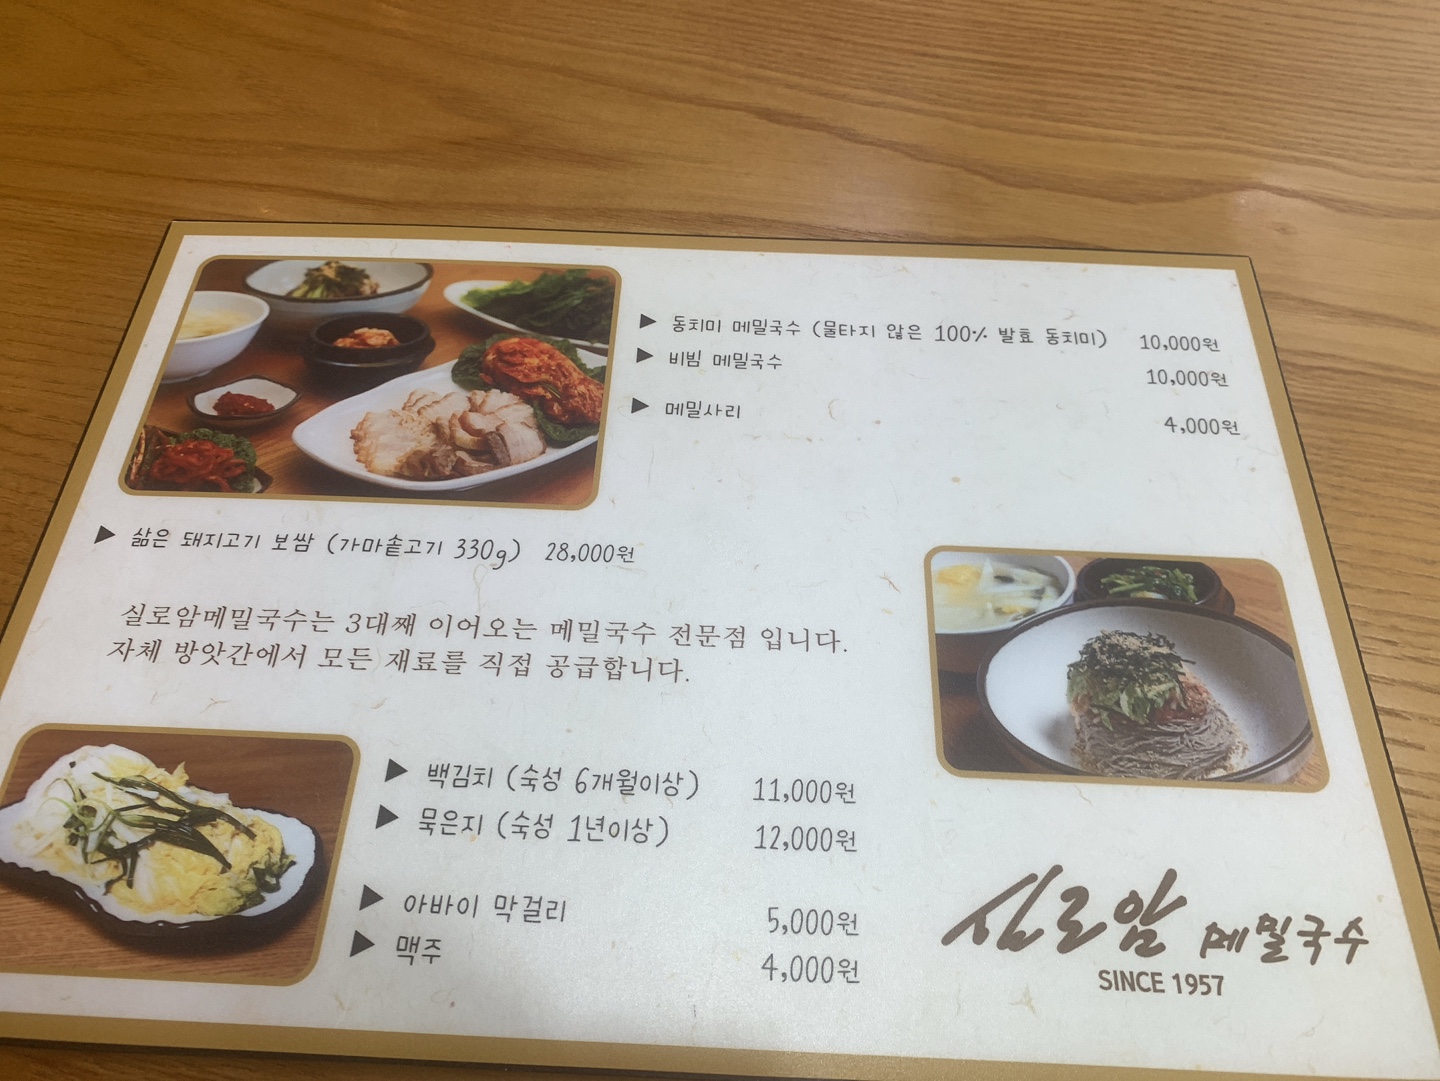 ▶ 동치미 메밀국수 (물타지 않은 100% 발효 동치미) 10,000원
▶ 비빔 메밀국수 10,000원
▶ 메밀사리 4,000원
▶ 삶은 돼지고기 보쌈 (가마솥고기 330g) 28,000원
실로암메밀국수는 3대째 이어오는 메밀국수 전문점 입니다.
자체 방앗간에서 모든 재료를 직접 공급합니다.
▶ 백김치 (숙성 6개월이상) 11,000원
▶ 묵은지 (숙성 1년이상) 12,000원
▶ 아바이 막걸리 5,000원
▶ 맥주 4,000원
실로암 메밀국수
SINCE 1957